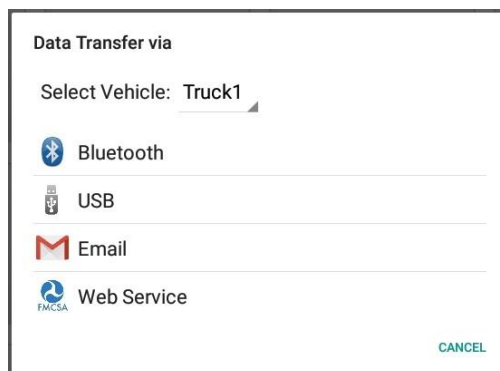 Data Transfer via
Select Vehicle: Truck1
Bluetooth
USB
Email
FMCSA Web Service
CANCEL